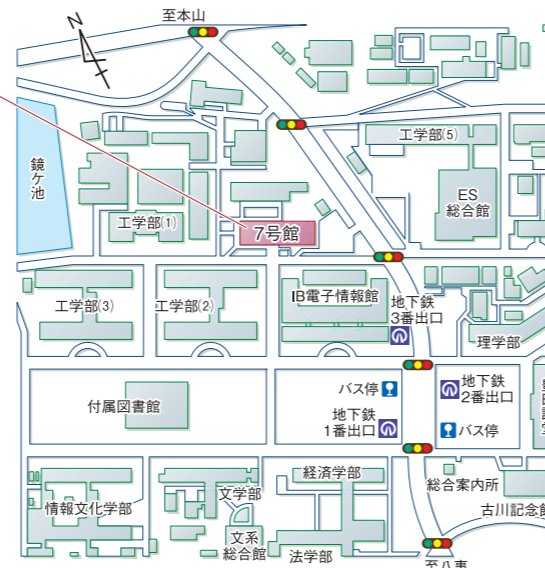 至本山
N
工学部(5)
鏡ケ池
ES
総合館
工学部(1)
7号館
工学部(3)
工学部(2)
IB電子情報館
地下鉄
3番出口
理学部
バス停
地下鉄
2番出口
付属図書館
地下鉄
1番出口
バス停
経済学部
文学部
総合案内所
情報文化学部
古川記念館
文系
総合館
法学部
至八事